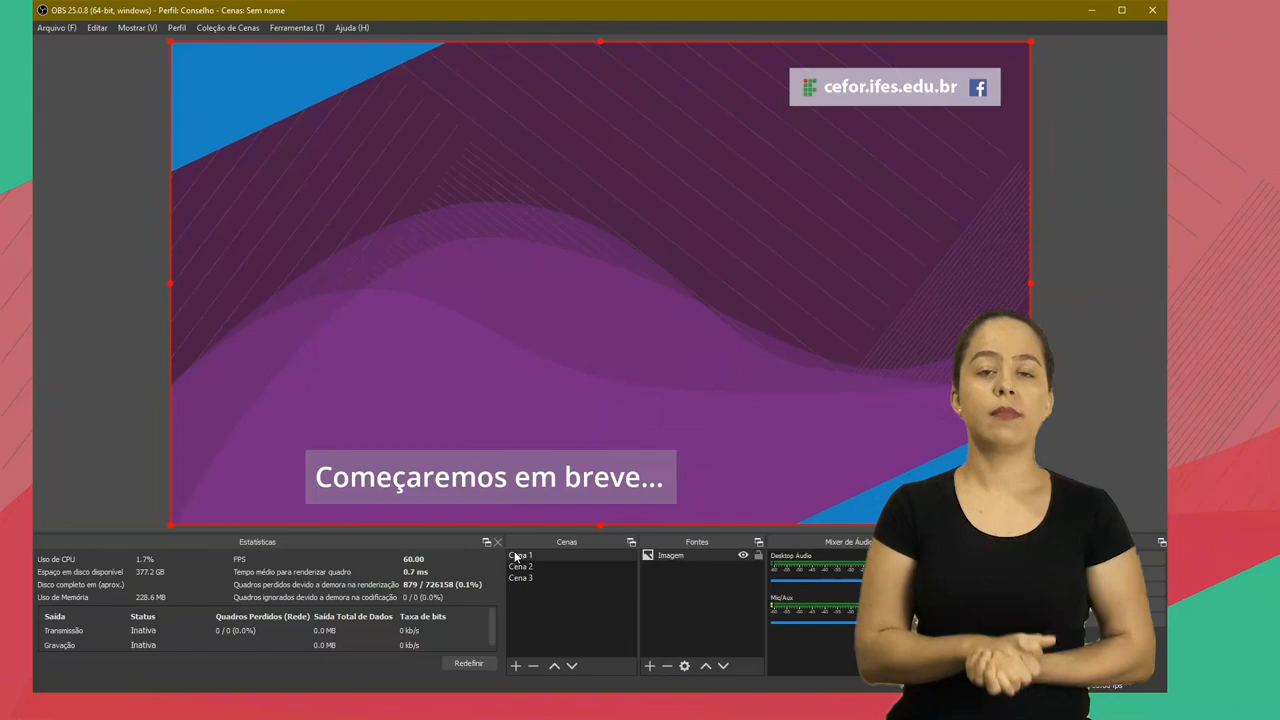 OBS 25.0.8 (64-bit, windows) - Perfil: Conselho - Cenas: Sem nome
Arquivo (F) Editar Mostrar (V) Perfil Coleção de Cenas Ferramentas (T) Ajuda (H)
cefor.ifes.edu.br
Começaremos em breve...
Estatísticas
Uso de CPU 1.7% FPS 60.00
Espaço em disco disponível 377.2 GB Tempo médio para renderizar quadro 0.7 ms
Disco completo em (aprox.) Quadros perdidos devido a demora na renderização 879 / 726158 (0.1%)
Uso de Memória 228.6 MB Quadros ignorados devido a demora na codificação 0 / 0 (0.0%)
Saída Status Quadros Perdidos (Rede) Saída Total de Dados Taxa de bits
Transmissão Inativa 0 / 0 (0.0%) 0.0 MB 0 kb/s
Gravação Inativa 0.0 MB 0 kb/s
Redefinir
Cenas
Cena 1
Cena 2
Cena 3
Fontes
Imagem
Mixer de Áudio
Desktop Áudio
Mic/Aux